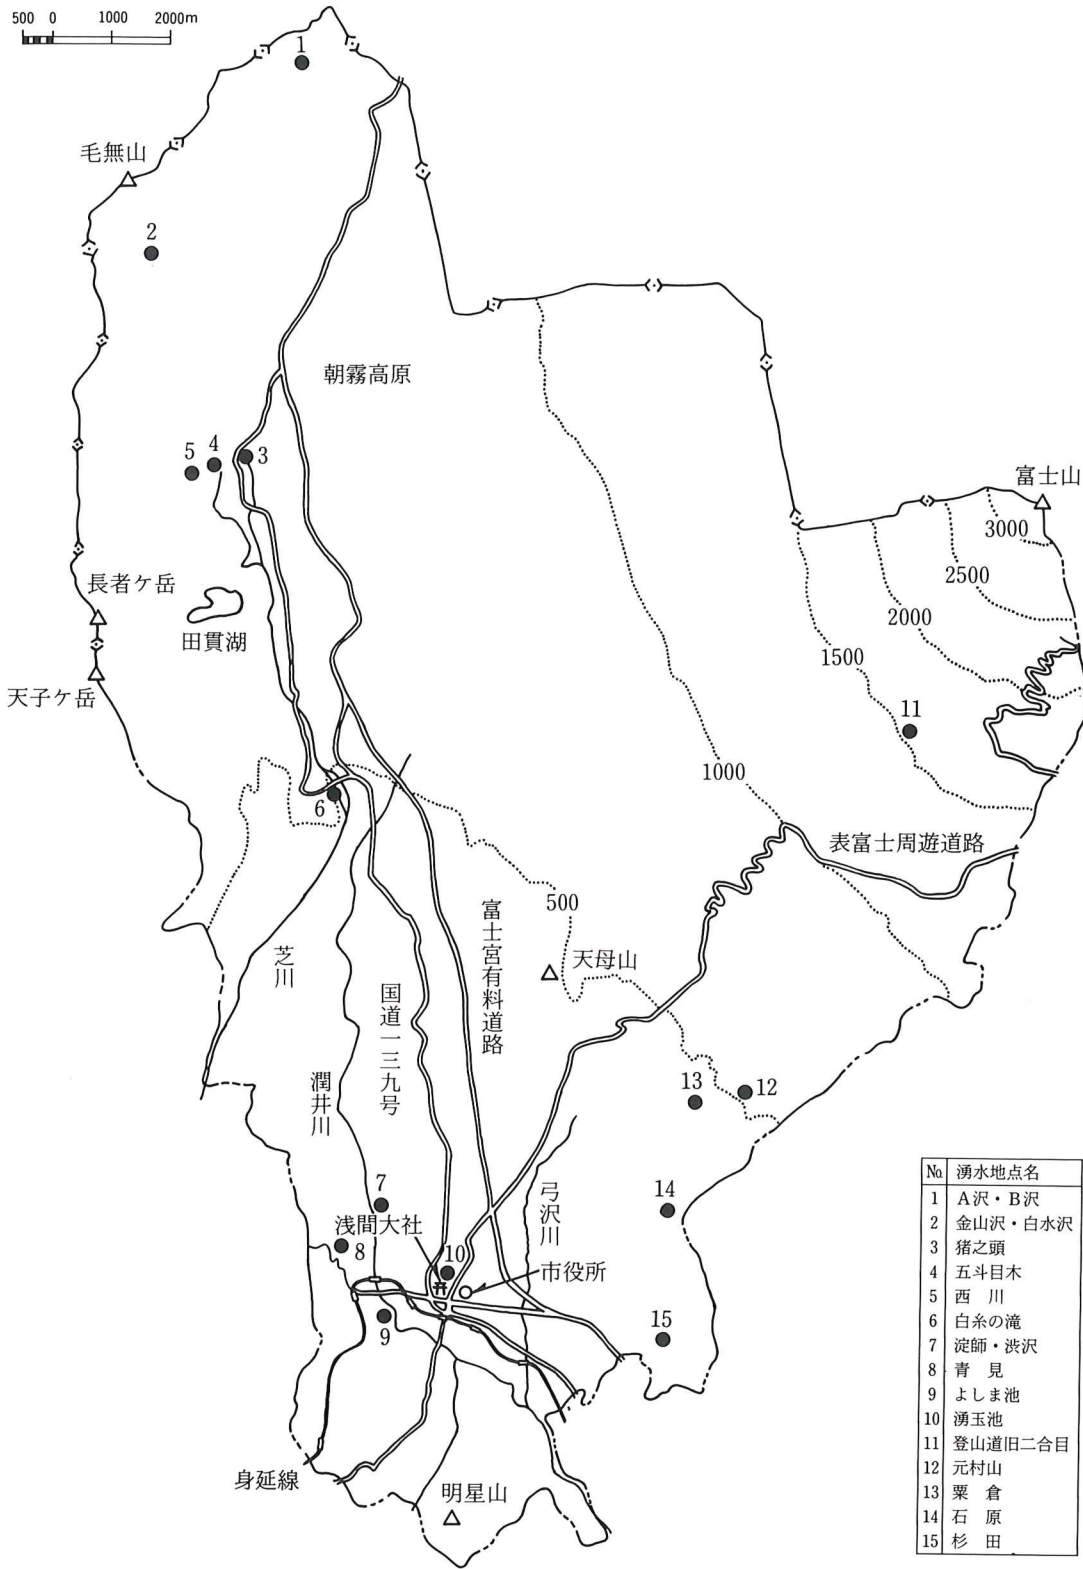 500 0 1000 2000m
1
毛無山
2
朝霧高原
5 4 3
富士山
3000
2500
2000
1500
長者ケ岳
田貫湖
天子ケ岳
11
1000
6
表富士周遊道路
500
天母山
芝川
国道一三九号
富士宮有料道路
潤井川
13 12
弓沢川
7
14
浅間大社
8
10
市役所
9
15
身延線
明星山
№ 湧水地点名
1 A沢・B沢
2 金山沢・白水沢
3 猪之頭
4 五斗目木
5 西 川
6 白糸の滝
7 淀師・渋沢
8 青 見
9 よしま池
10 湧玉池
11 登山道旧二合目
12 元村山
13 粟 倉
14 石 原
15 杉 田